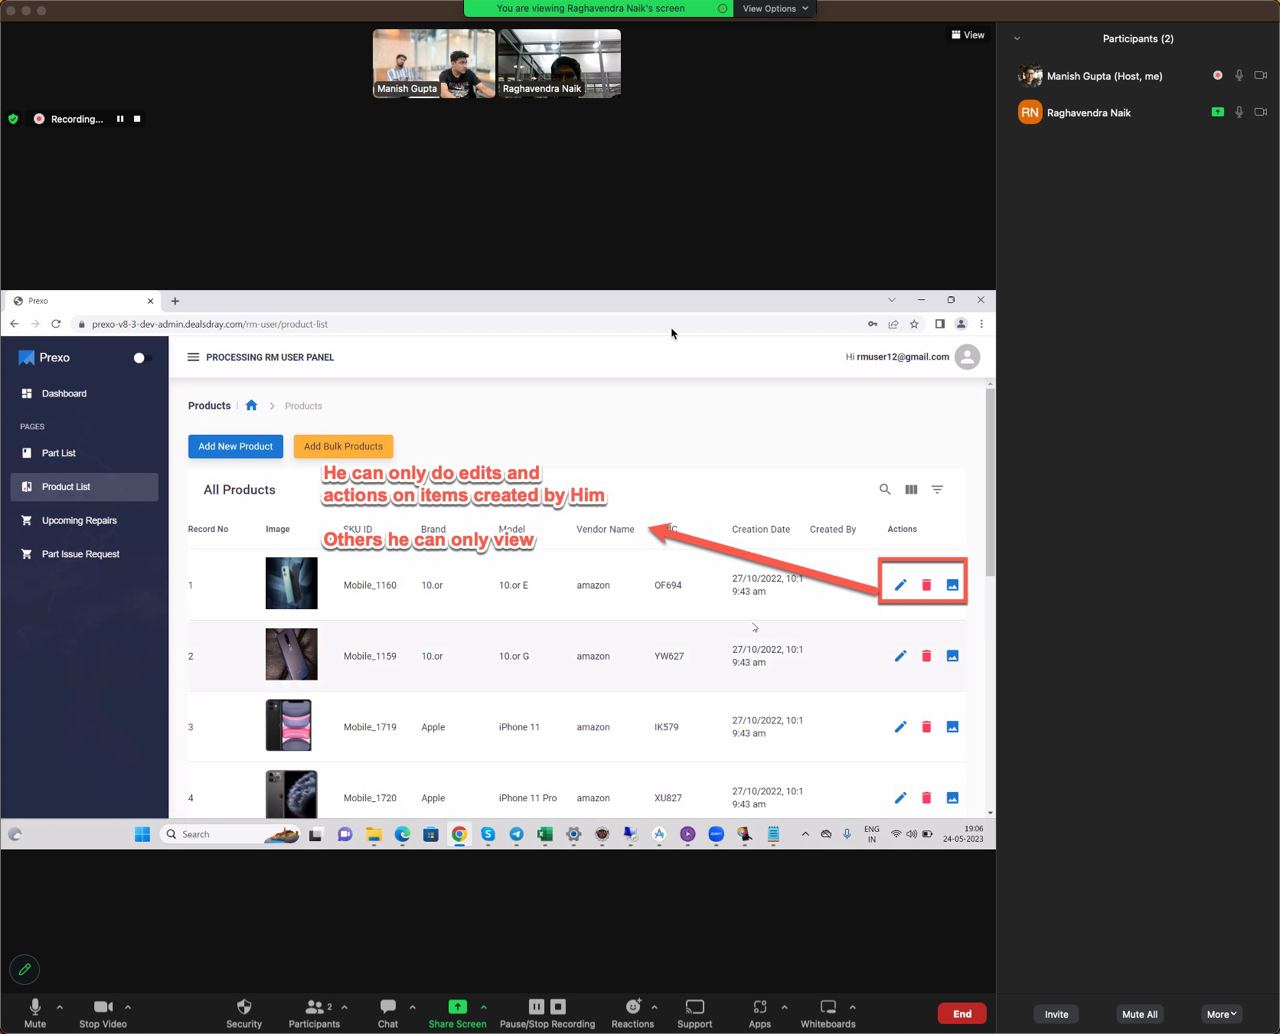 You are viewing Raghavendra Naik's screen
View Options
View
Manish Gupta
Raghavendra Naik
Recording...
Participants (2)
Manish Gupta (Host, me)
RN Raghavendra Naik
Prexo
prexo-v8-3-dev-admin.dealsdray.com/rm-user/product-list
Prexo
PROCESSING RM USER PANEL
Hi rmuser12@gmail.com
Dashboard
PAGES
Part List
Product List
Upcoming Repairs
Part Issue Request
Products
Products
Add New Product
Add Bulk Products
He can only do edits and
actions on items created by Him
All Products
Record No Image SKU ID Brand Model Vendor Name Creation Date Created By Actions
Others he can only view
1 Mobile_1160 10.or 10.or E amazon OF694 27/10/2022, 10:1
9:43 am
2 Mobile_1159 10.or 10.or G amazon YW627 27/10/2022, 10:1
9:43 am
3 Mobile_1719 Apple iPhone 11 amazon IK579 27/10/2022, 10:1
9:43 am
4 Mobile_1720 Apple iPhone 11 Pro amazon XU827 27/10/2022, 10:1
9:43 am
Search
ENG
IN
19:06
24-05-2023
Mute
Stop Video
Security
Participants
2
Chat
Share Screen
Pause/Stop Recording
Reactions
Support
Apps
Whiteboards
End
Invite
Mute All
More